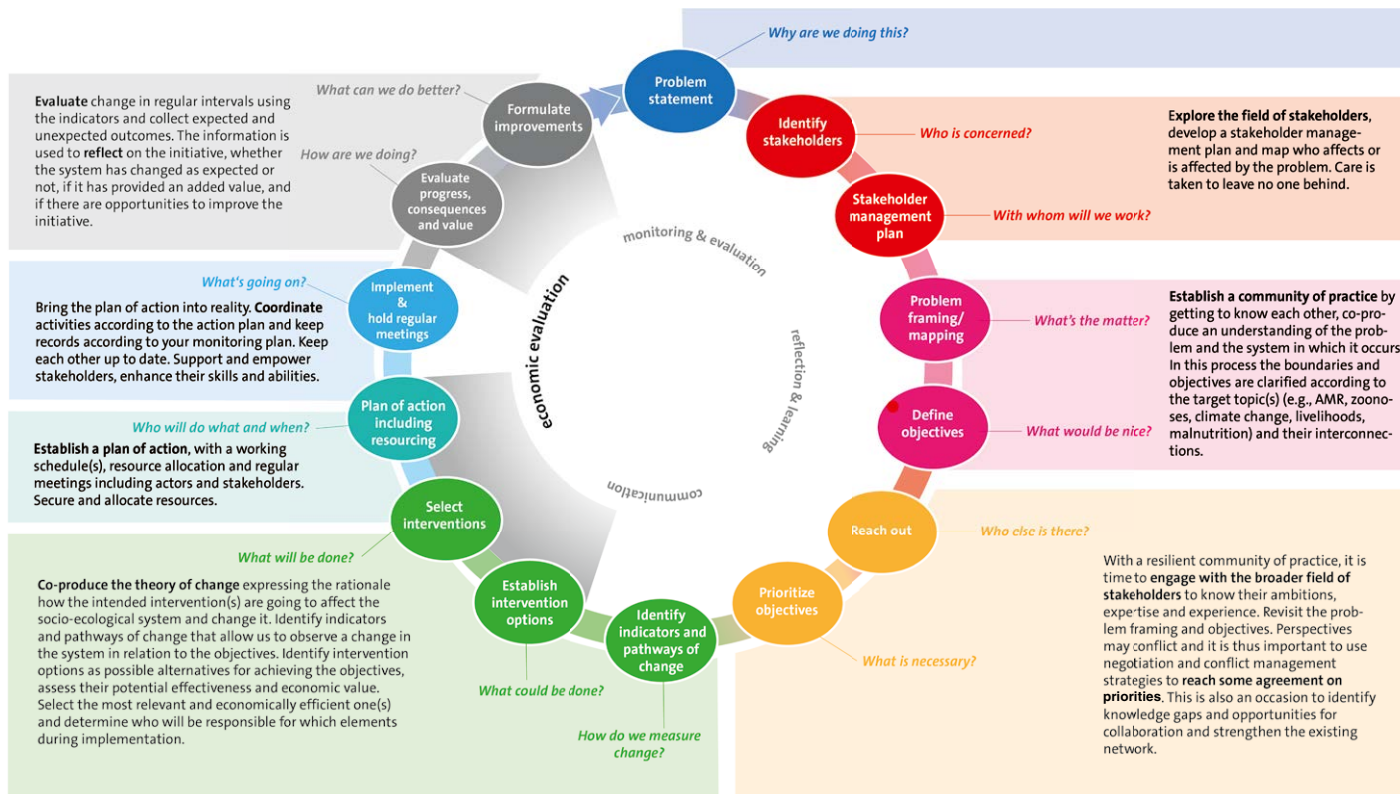 Why are we doing this?
Problem
statement
Identify
stakeholders
Who is concerned?
Explore the field of stakeholders,
develop a stakeholder manage-
ment plan and map who affects or
is affected by the problem. Care is
taken to leave no one behind.
Stakeholder
management
plan
With whom will we work?
Problem
framing/
mapping
What's the matter?
Establish a community of practice by
getting to know each other, co-pro-
duce an understanding of the prob-
lem and the system in which it occurs
In this process the boundaries and
objectives are clarified according to
the target topic(s) (e.g., AMR, zoono-
ses, climate change, livelihoods,
malnutrition) and their interconnec-
tions.
Define
objectives
What would be nice?
Reach out
Who else is there?
With a resilient community of practice, it is
time to engage with the broader field of
stakeholders to know their ambitions,
expertise and experience. Revisit the prob-
lem framing and objectives. Perspectives
may conflict and it is thus important to use
negotiation and conflict management
strategies to reach some agreement on
priorities. This is also an occasion to identify
knowledge gaps and opportunities for
collaboration and strengthen the existing
network.
Prioritize
objectives
What is necessary?
Identify
indicators and
pathways of
change
How do we measure
change?
Establish
intervention
options
What could be done?
Select
interventions
What will be done?
Co-produce the theory of change expressing the rationale
how the intended intervention(s) are going to affect the
socio-ecological system and change it. Identify indicators
and pathways of change that allow us to observe a change in
the system in relation to the objectives. Identify intervention
options as possible alternatives for achieving the objectives,
assess their potential effectiveness and economic value.
Select the most relevant and economically efficient one(s)
and determine who will be responsible for which elements
during implementation.
Plan of action
including
resourcing
Who will do what and when?
Establish a plan of action, with a working
schedule(s), resource allocation and regular
meetings including actors and stakeholders.
Secure and allocate resources.
Implement
&
hold regular
meetings
What's going on?
Bring the plan of action into reality. Coordinate
activities according to the action plan and keep
records according to your monitoring plan. Keep
each other up to date. Support and empower
stakeholders, enhance their skills and abilities.
Evaluate
progress,
consequences
and value
How are we doing?
Formulate
improvements
What can we do better?
Evaluate change in regular intervals using
the indicators and collect expected and
unexpected outcomes. The information is
used to reflect on the initiative, whether
the system has changed as expected or
not, if it has provided an added value, and
if there are opportunities to improve the
initiative.
monitoring & evaluation
reflection & learning
communication
economic evaluation